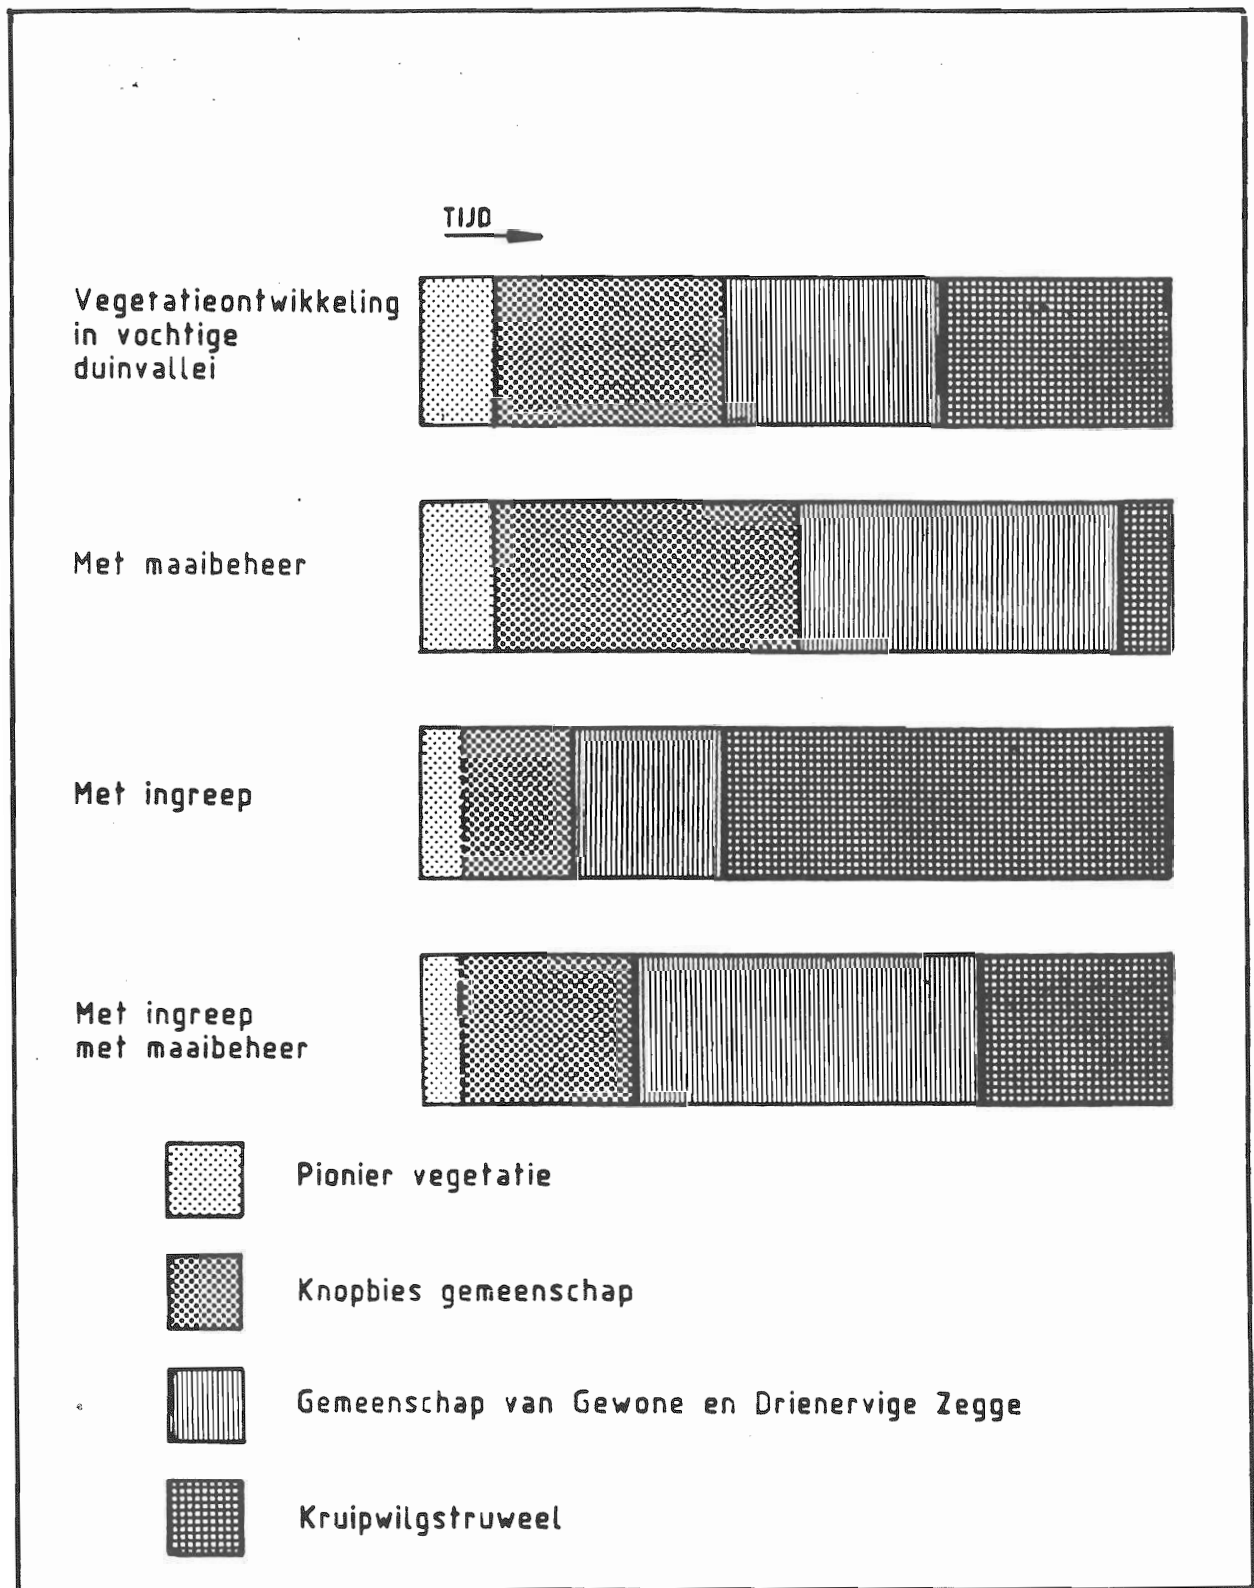 TIJD
Vegetatieontwikkeling
in vochtige
duinvallei
Met maaibeheer
Met ingreep
Met ingreep
met maaibeheer
Pionier vegetatie
Knopbies gemeenschap
Gemeenschap van Gewone en Drienervige Zegge
Kruipwilgstruweel